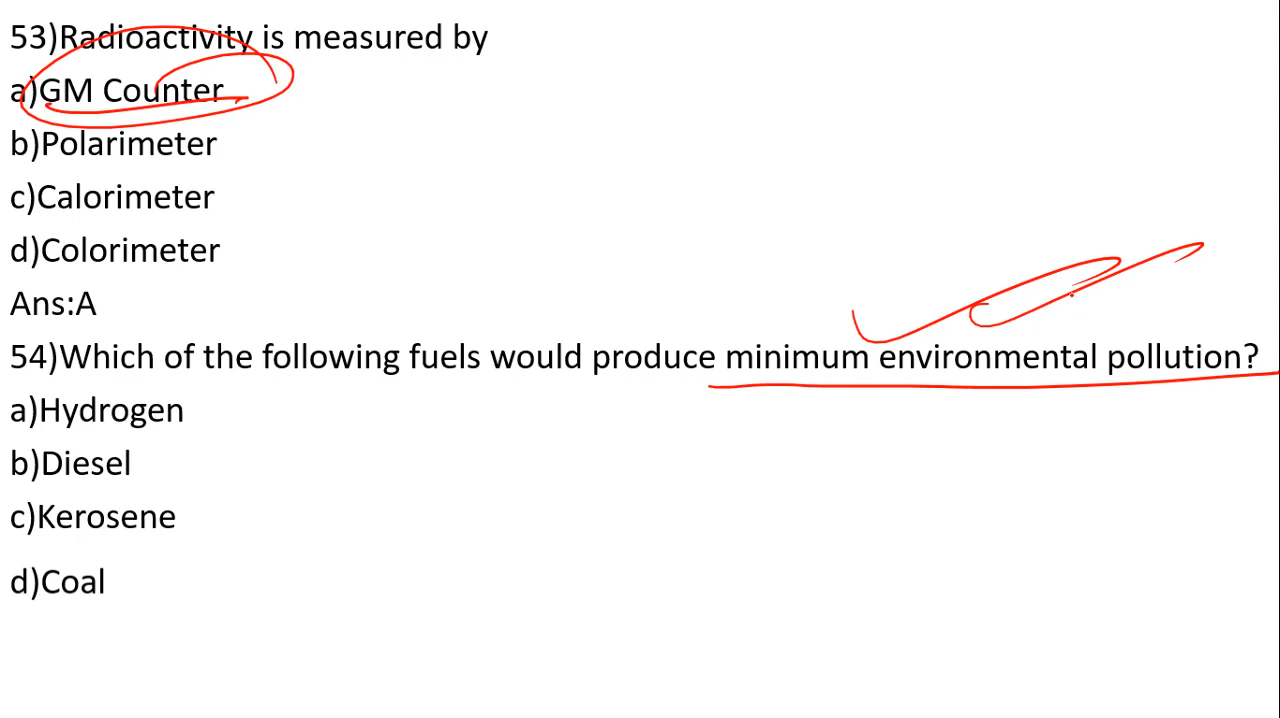 53)Radioactivity is measured by
a)GM Counter
b)Polarimeter
c)Calorimeter
d)Colorimeter
Ans:A
54)Which of the following fuels would produce minimum environmental pollution?
a)Hydrogen
b)Diesel
c)Kerosene
d)Coal